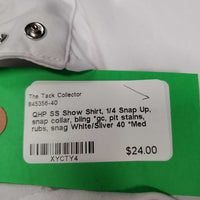 The Tack Collector
845356-40
QHP SS Show Shirt, 1/4 Snap Up,
snap collar, bling *gc, pit stains,
rubs, snag White/Silver 40 *Med
XYCTY4
$24.00